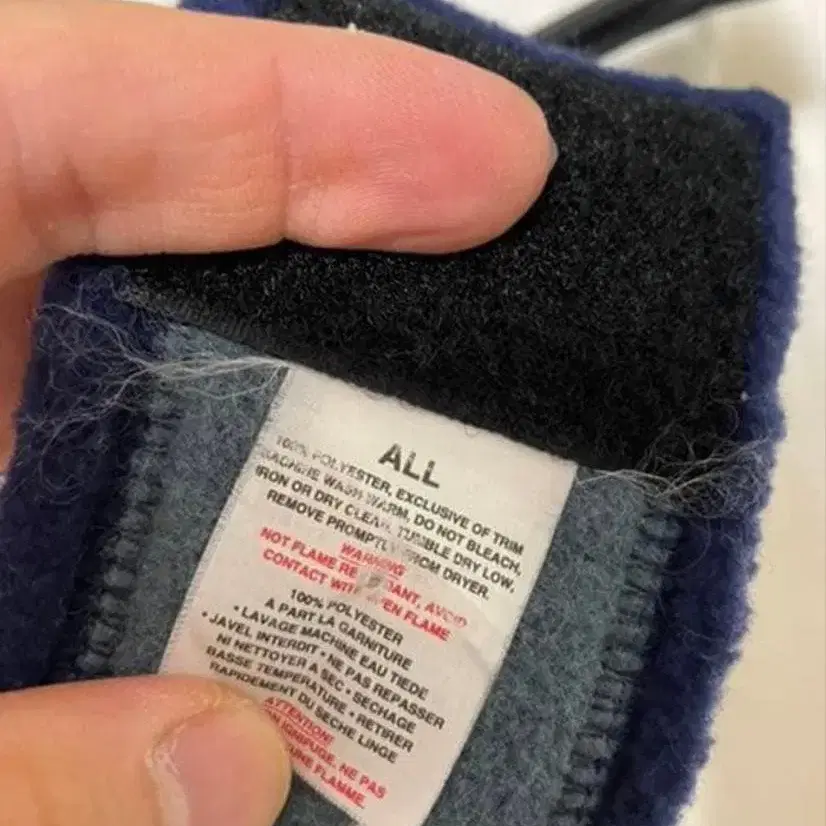 ALL
100% POLYESTER, EXCLUSIVE OF TRIM
MACHINE WASH WARM, DO NOT BLEACH,
IRON OR DRY CLEAN, TUMBLE DRY LOW,
REMOVE PROMPTLY FROM DRYER.
WARNING
NOT FLAME AVOID
CONTACT WITH FLAME
100% POLYESTER
A PART LA GARNITURE
• LAVAGE MACHINE EAU TIEDE
• JAVEL INTERDIT • NE PAS REPASSER
NI NETTOYER A SEC • SECHAGE
BASSE TEMPERATURE • RETIRER
RAPIDEMENT DU SECHE LINGE
ATTENTION!
IGNIFUGE. NE PAS
UNE FLAMME.